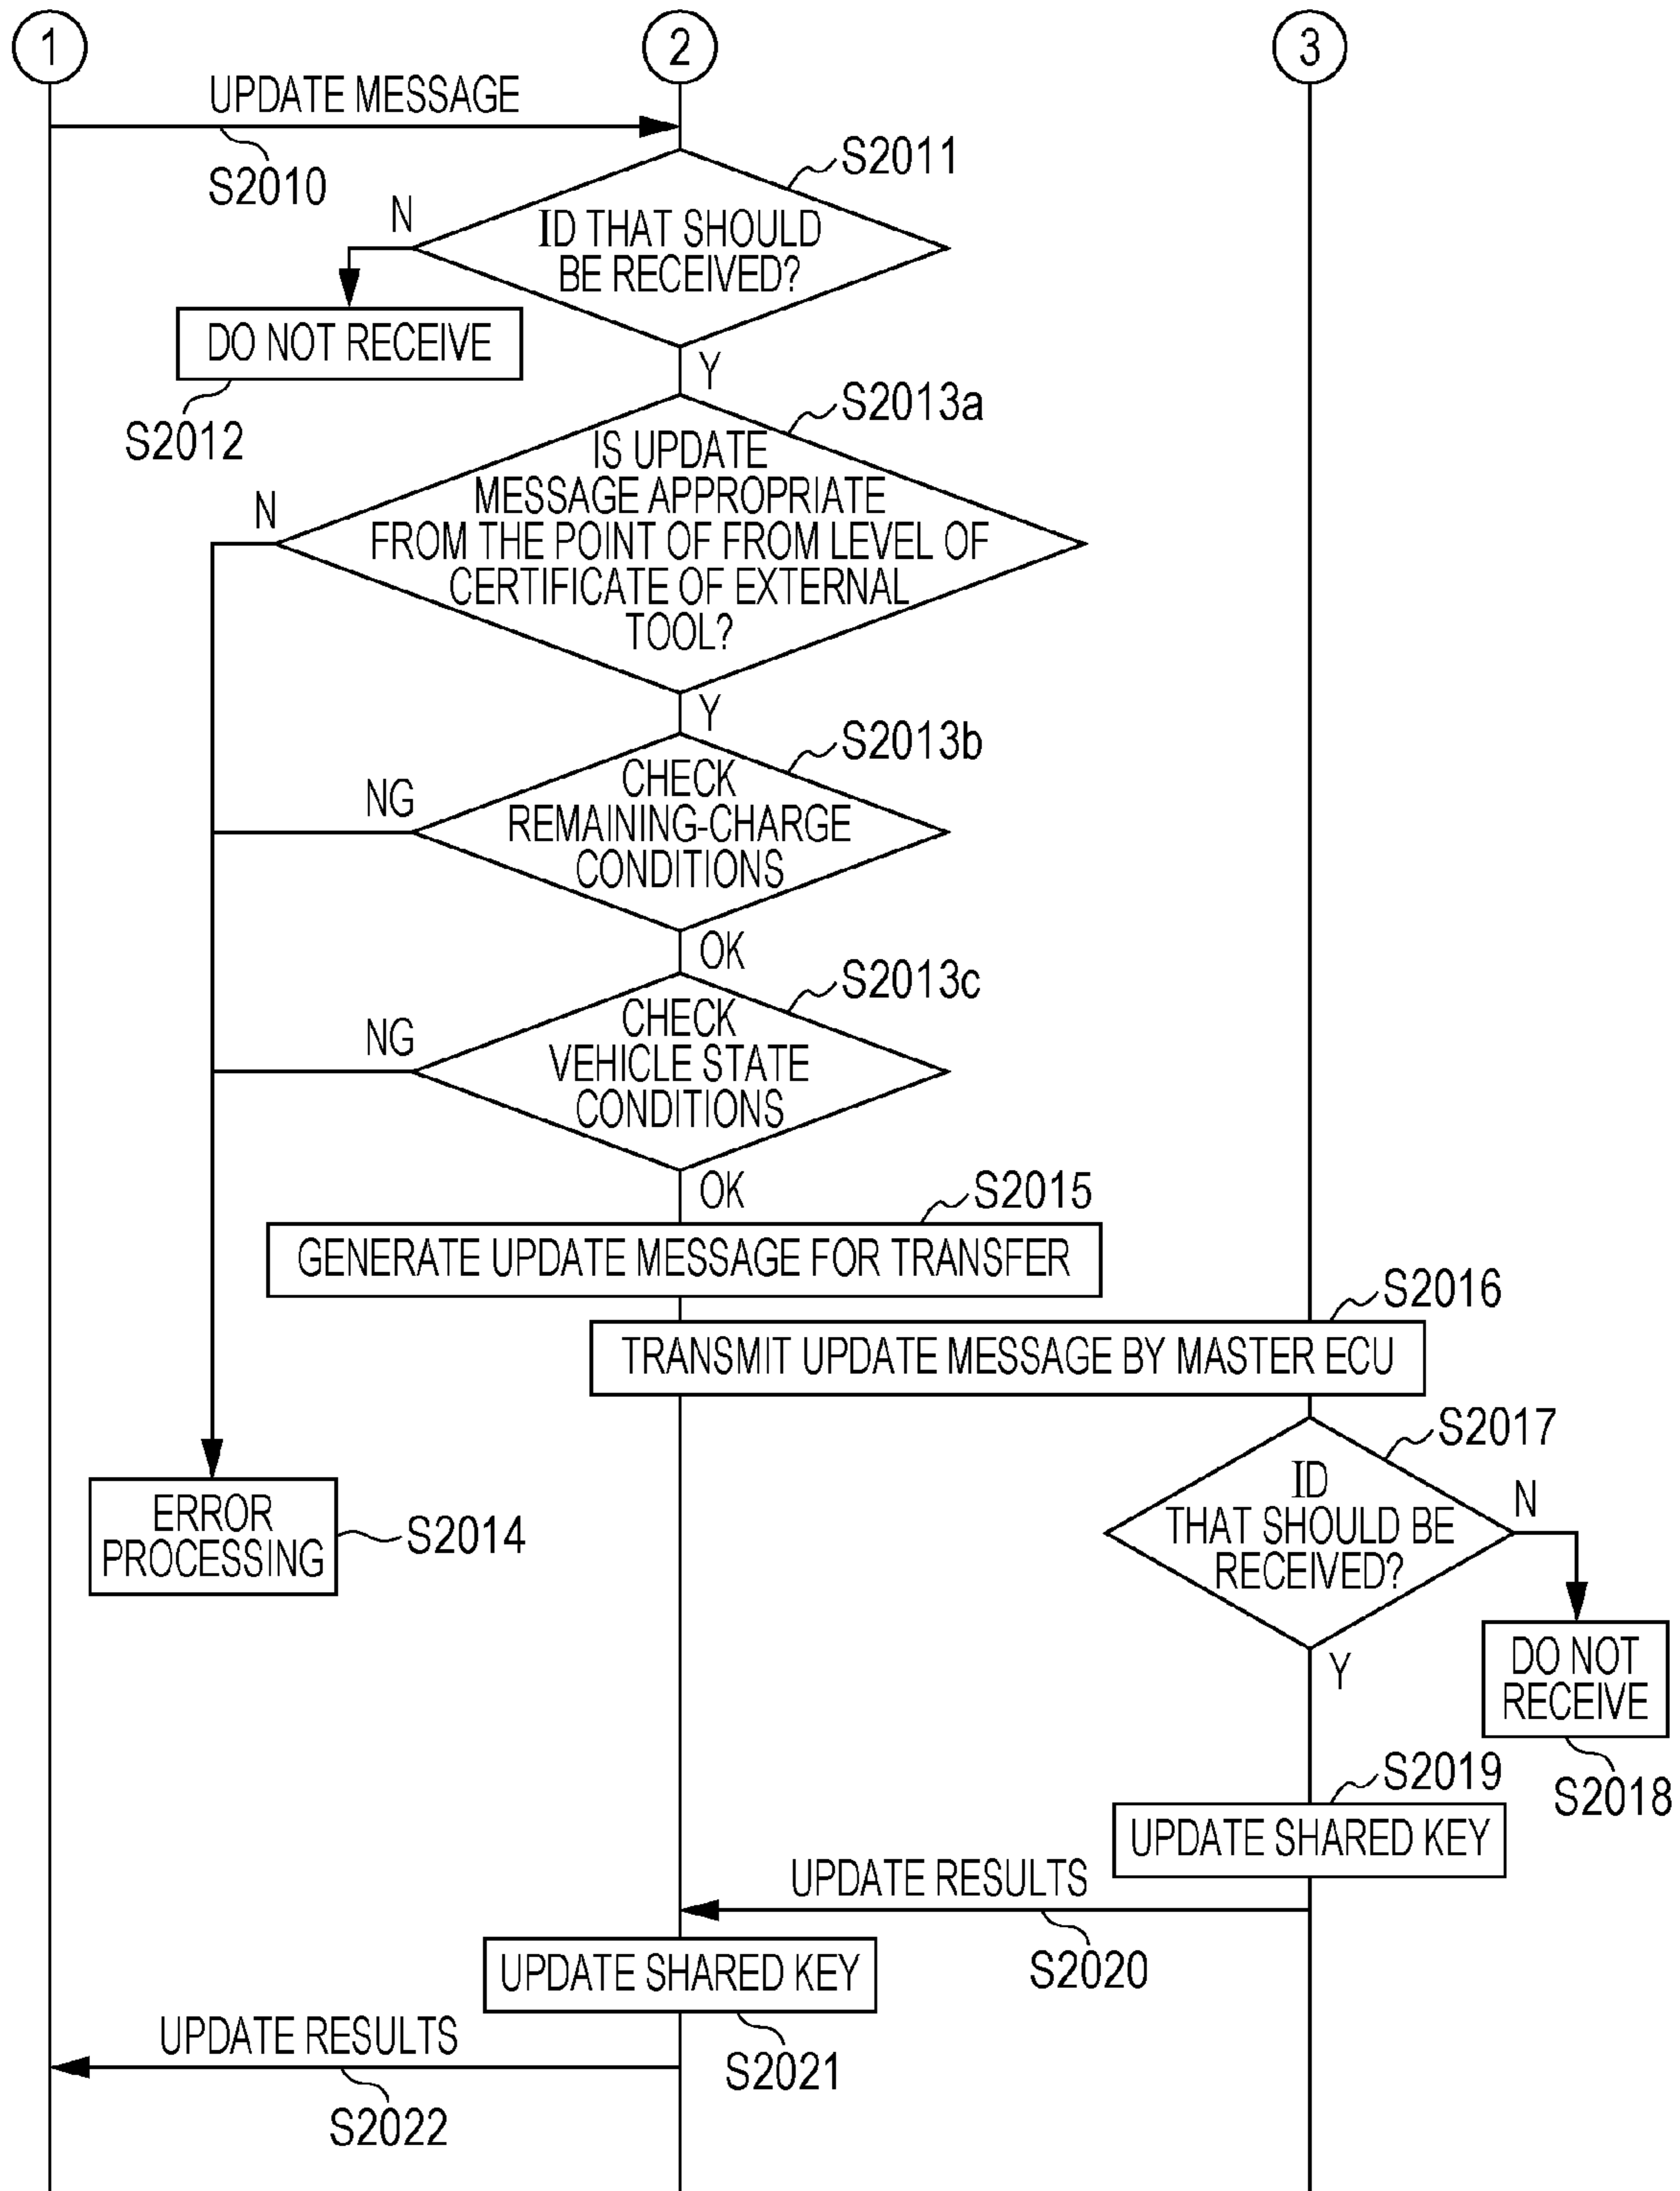 1
2
3
UPDATE MESSAGE
S2010
S2011
N
ID THAT SHOULD
BE RECEIVED?
DO NOT RECEIVE
S2012
Y
S2013a
IS UPDATE
MESSAGE APPROPRIATE
FROM THE POINT OF FROM LEVEL OF
CERTIFICATE OF EXTERNAL
TOOL?
N
Y
S2013b
CHECK
REMAINING-CHARGE
CONDITIONS
NG
OK
S2013c
CHECK
VEHICLE STATE
CONDITIONS
NG
OK
S2015
GENERATE UPDATE MESSAGE FOR TRANSFER
S2016
TRANSMIT UPDATE MESSAGE BY MASTER ECU
S2017
ID
THAT SHOULD BE
RECEIVED?
N
ERROR
PROCESSING
S2014
Y
DO NOT
RECEIVE
S2018
S2019
UPDATE SHARED KEY
UPDATE RESULTS
S2020
UPDATE SHARED KEY
S2021
UPDATE RESULTS
S2022